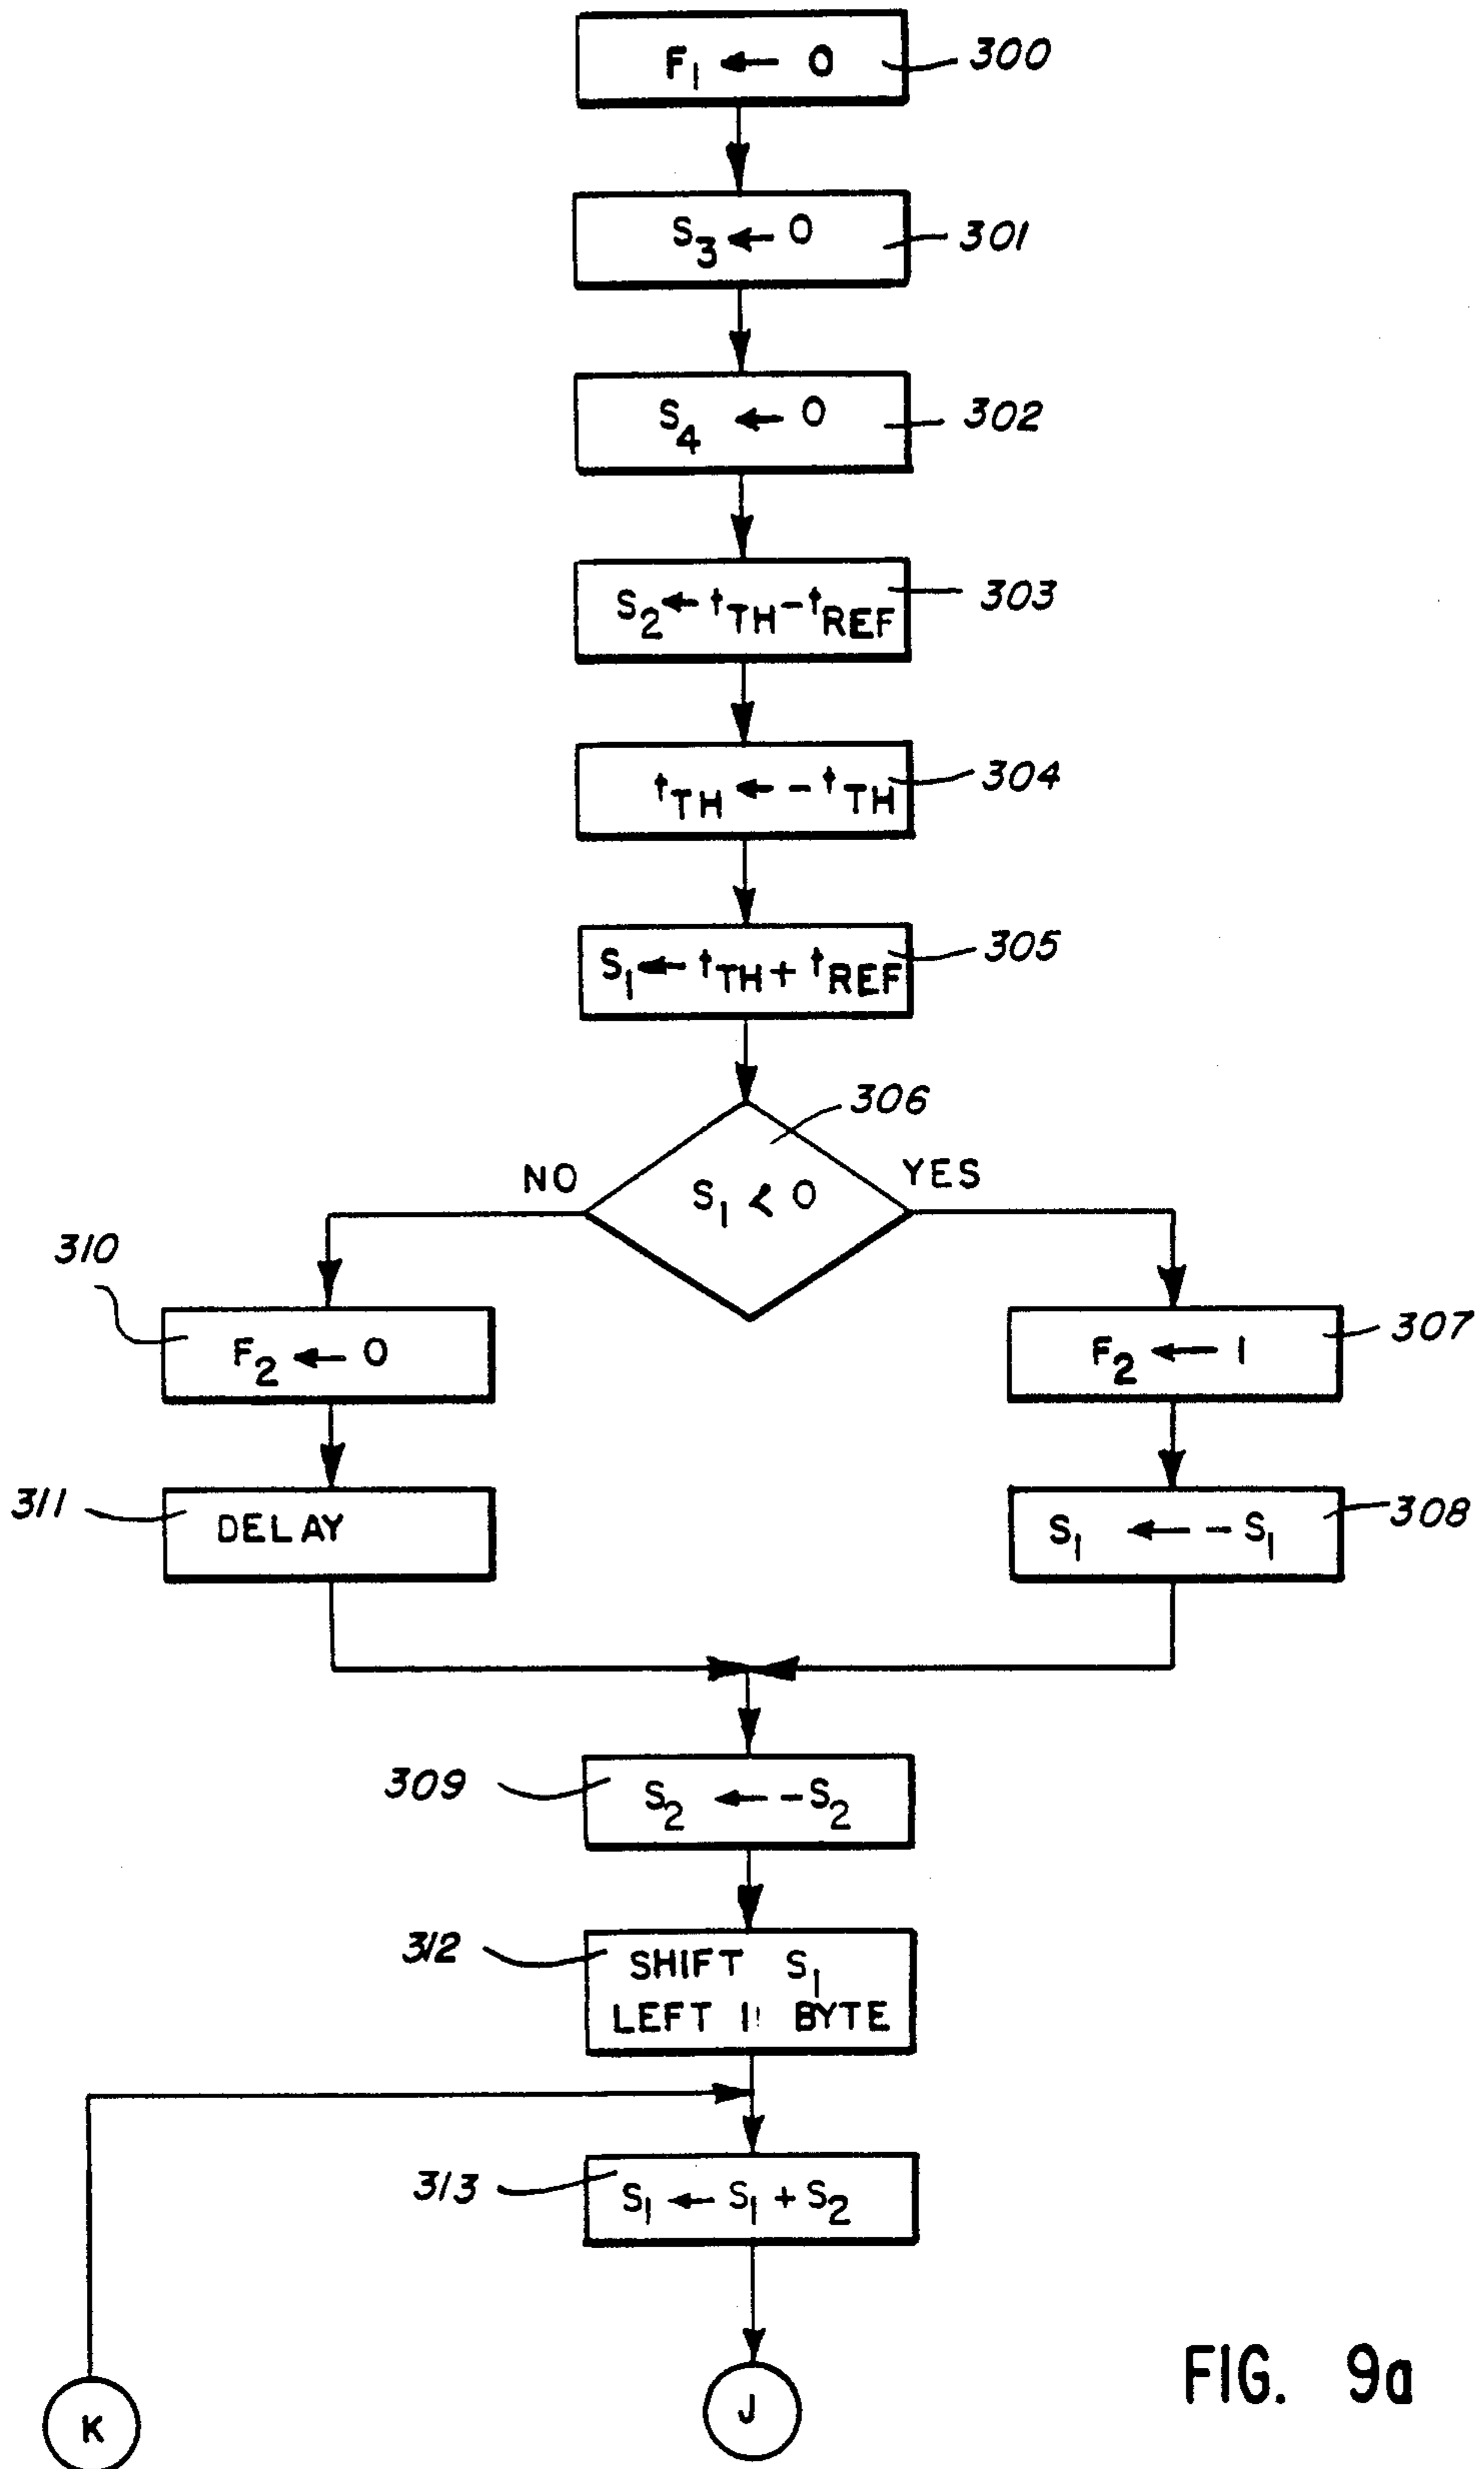 F₁ ← 0 300
S₃ ← 0 301
S₄ ← 0 302
S₂ ← tTH − tREF 303
tTH ← − tTH 304
S₁ ← tTH + tREF 305
306
NO
S₁ < 0
YES
310
F₂ ← 0
F₂ ← 1 307
311 DELAY
S₁ ← − S₁ 308
309 S₂ ← − S₂
312 SHIFT S₁
LEFT 1 BYTE
313 S₁ ← S₁ + S₂
K
J
FIG. 9a